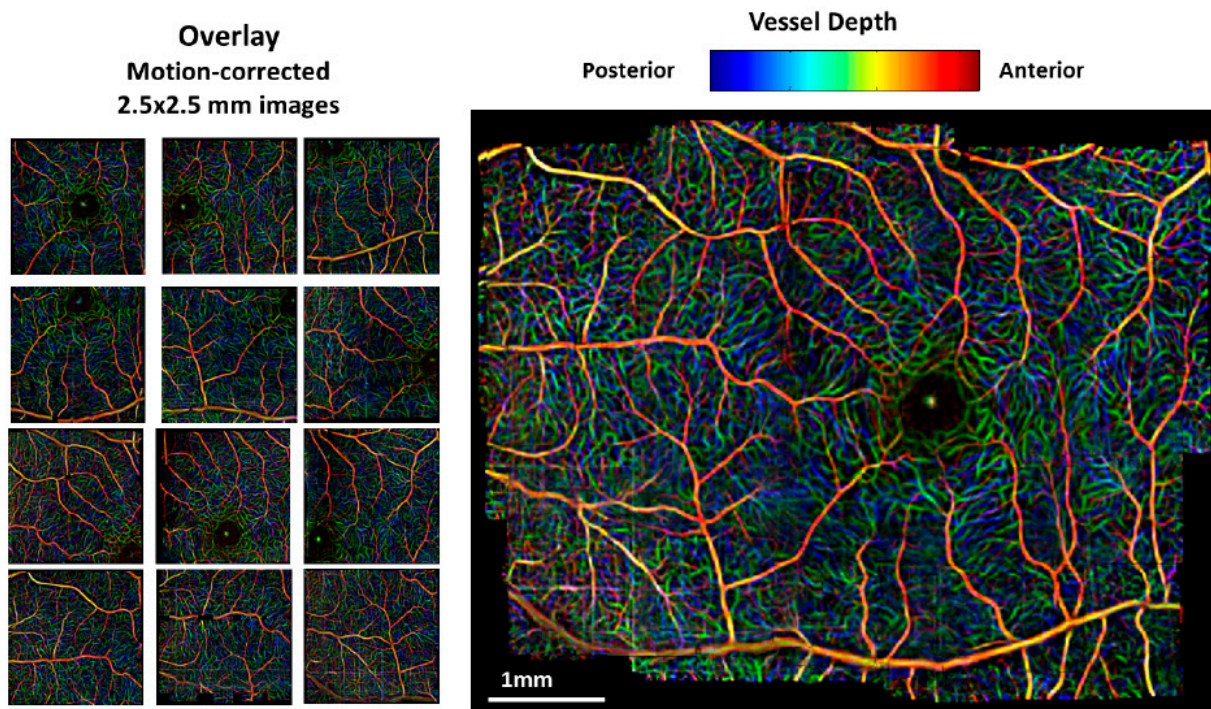 Overlay
Motion-corrected
2.5x2.5 mm images
Vessel Depth
Posterior
Anterior
1mm